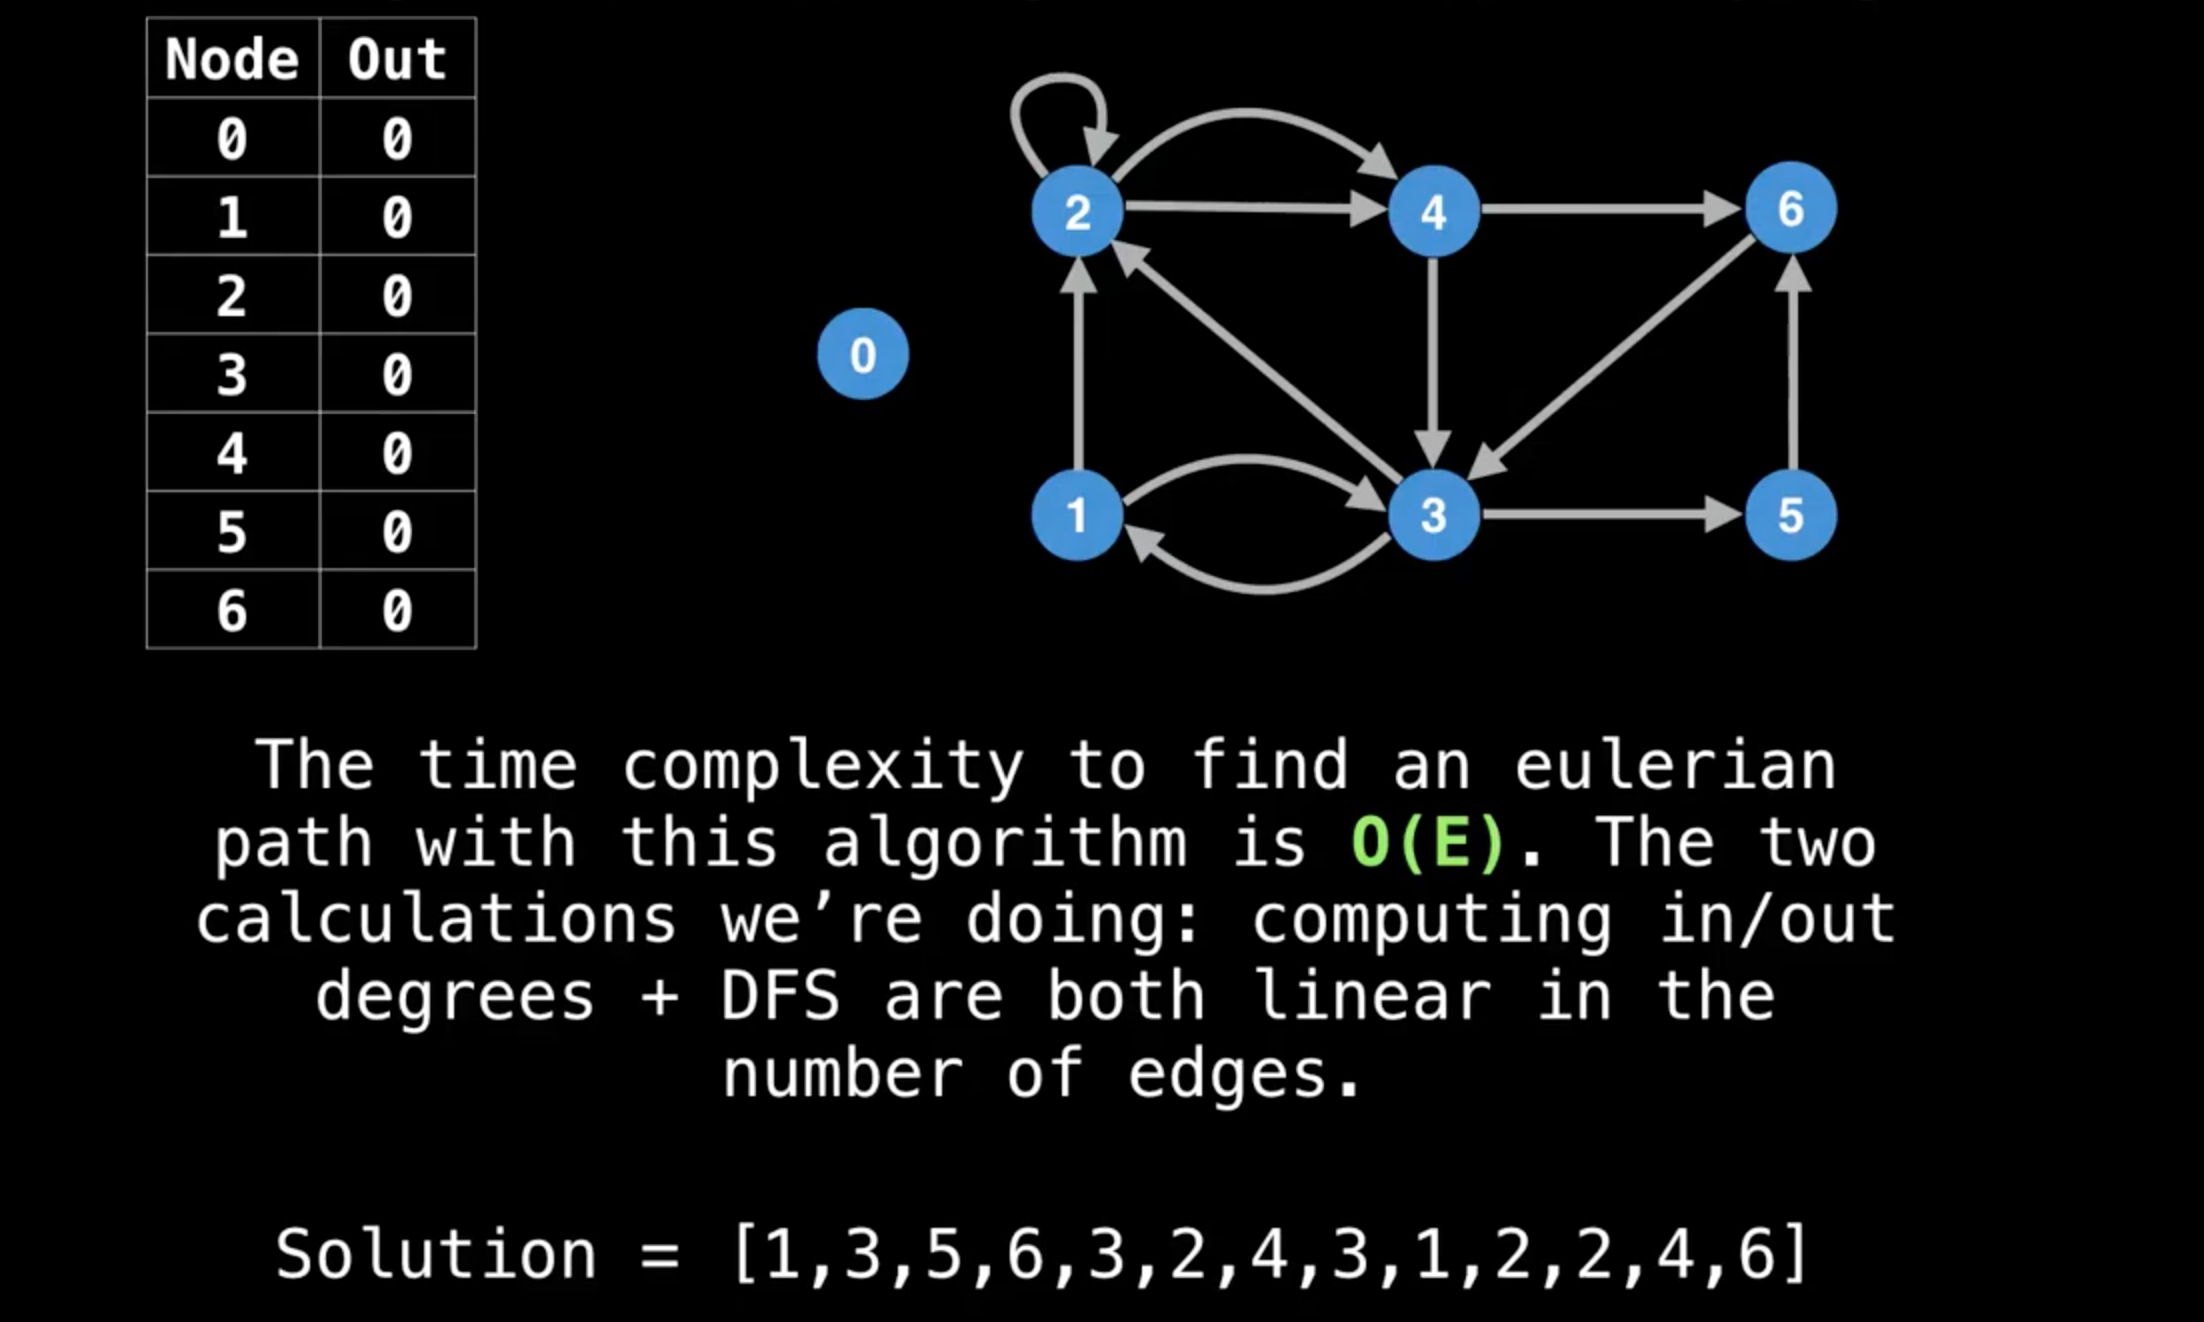 Node Out
0 0
1 0
2 0
3 0
4 0
5 0
6 0
2 4 6
0
1 3 5
The time complexity to find an eulerian
path with this algorithm is O(E). The two
calculations we’re doing: computing in/out
degrees + DFS are both linear in the
number of edges.
Solution = [1,3,5,6,3,2,4,3,1,2,2,4,6]